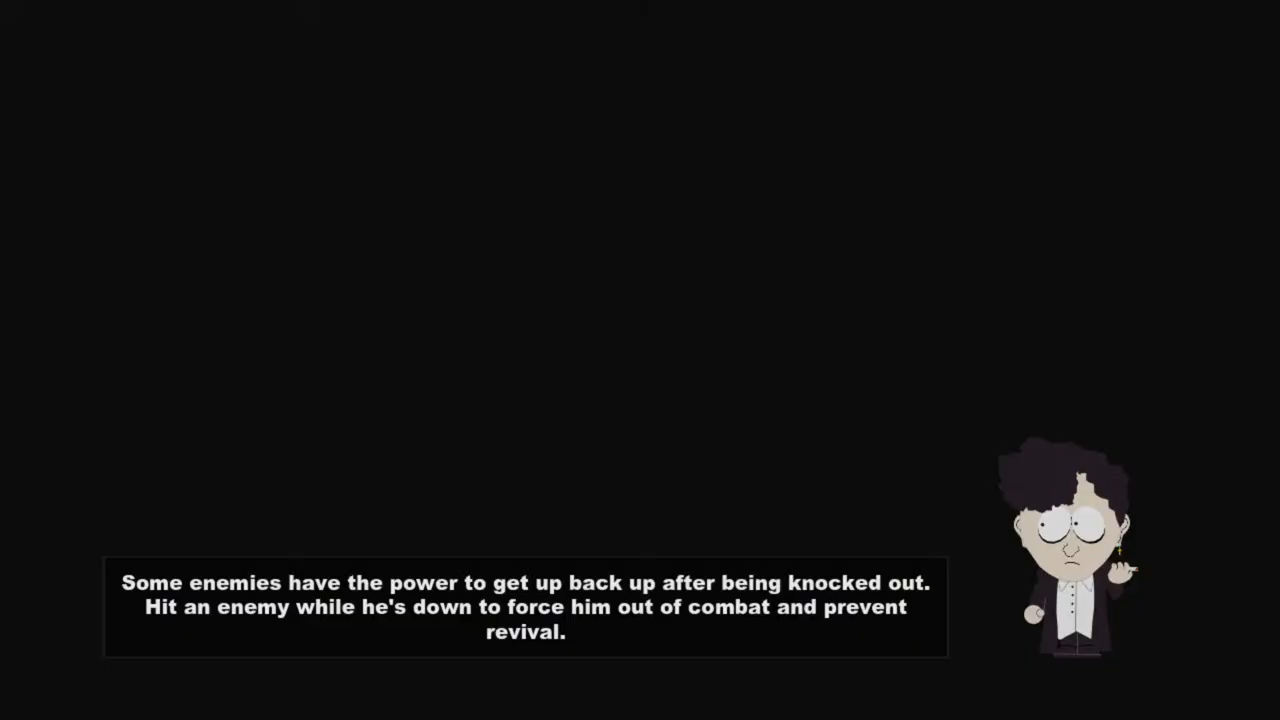 Some enemies have the power to get up back up after being knocked out.
Hit an enemy while he's down to force him out of combat and prevent
revival.